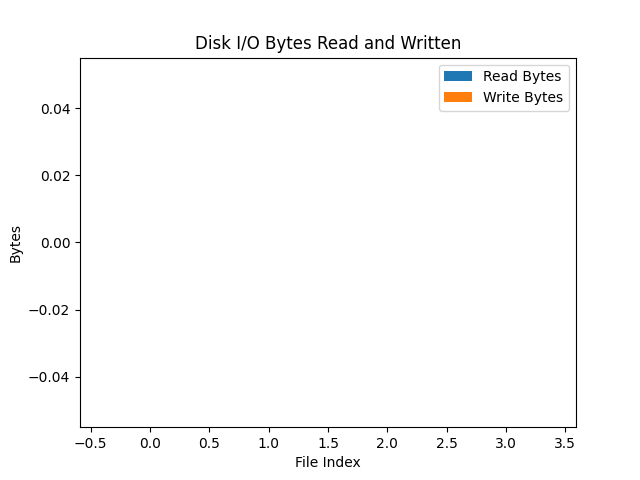 Disk I/O Bytes Read and Written
Read Bytes
Write Bytes
0.04
0.02
0.00
−0.02
−0.04
Bytes
−0.5 0.0 0.5 1.0 1.5 2.0 2.5 3.0 3.5
File Index